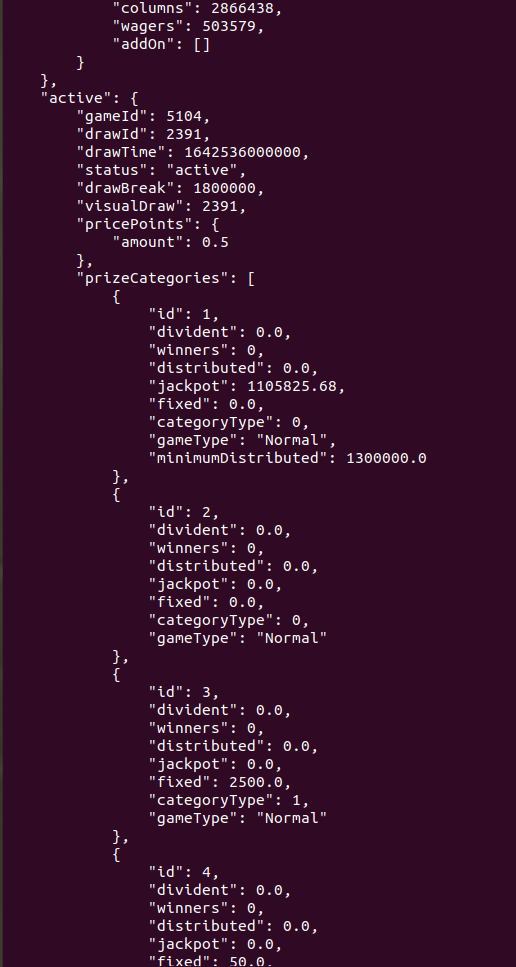 "columns": 2866438,
"wagers": 503579,
"addOn": []
}
},
"active": {
"gameId": 5104,
"drawId": 2391,
"drawTime": 1642536000000,
"status": "active",
"drawBreak": 1800000,
"visualDraw": 2391,
"pricePoints": {
"amount": 0.5
},
"prizeCategories": [
{
"id": 1,
"divident": 0.0,
"winners": 0,
"distributed": 0.0,
"jackpot": 1105825.68,
"fixed": 0.0,
"categoryType": 0,
"gameType": "Normal",
"minimumDistributed": 1300000.0
},
{
"id": 2,
"divident": 0.0,
"winners": 0,
"distributed": 0.0,
"jackpot": 0.0,
"fixed": 0.0,
"categoryType": 0,
"gameType": "Normal"
},
{
"id": 3,
"divident": 0.0,
"winners": 0,
"distributed": 0.0,
"jackpot": 0.0,
"fixed": 2500.0,
"categoryType": 1,
"gameType": "Normal"
},
{
"id": 4,
"divident": 0.0,
"winners": 0,
"distributed": 0.0,
"jackpot": 0.0,
"fixed": 50.0,